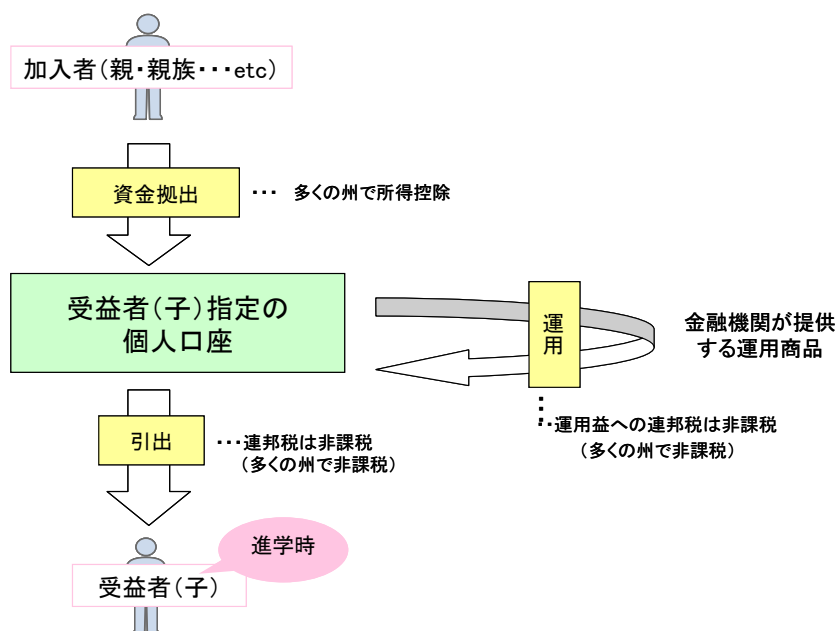 加入者(親・親族・・・etc)
資金拠出
・・・ 多くの州で所得控除
受益者(子)指定の
個人口座
運用
金融機関が提供
する運用商品
・・・運用益への連邦税は非課税
(多くの州で非課税)
引出
・・・連邦税は非課税
(多くの州で非課税)
進学時
受益者(子)